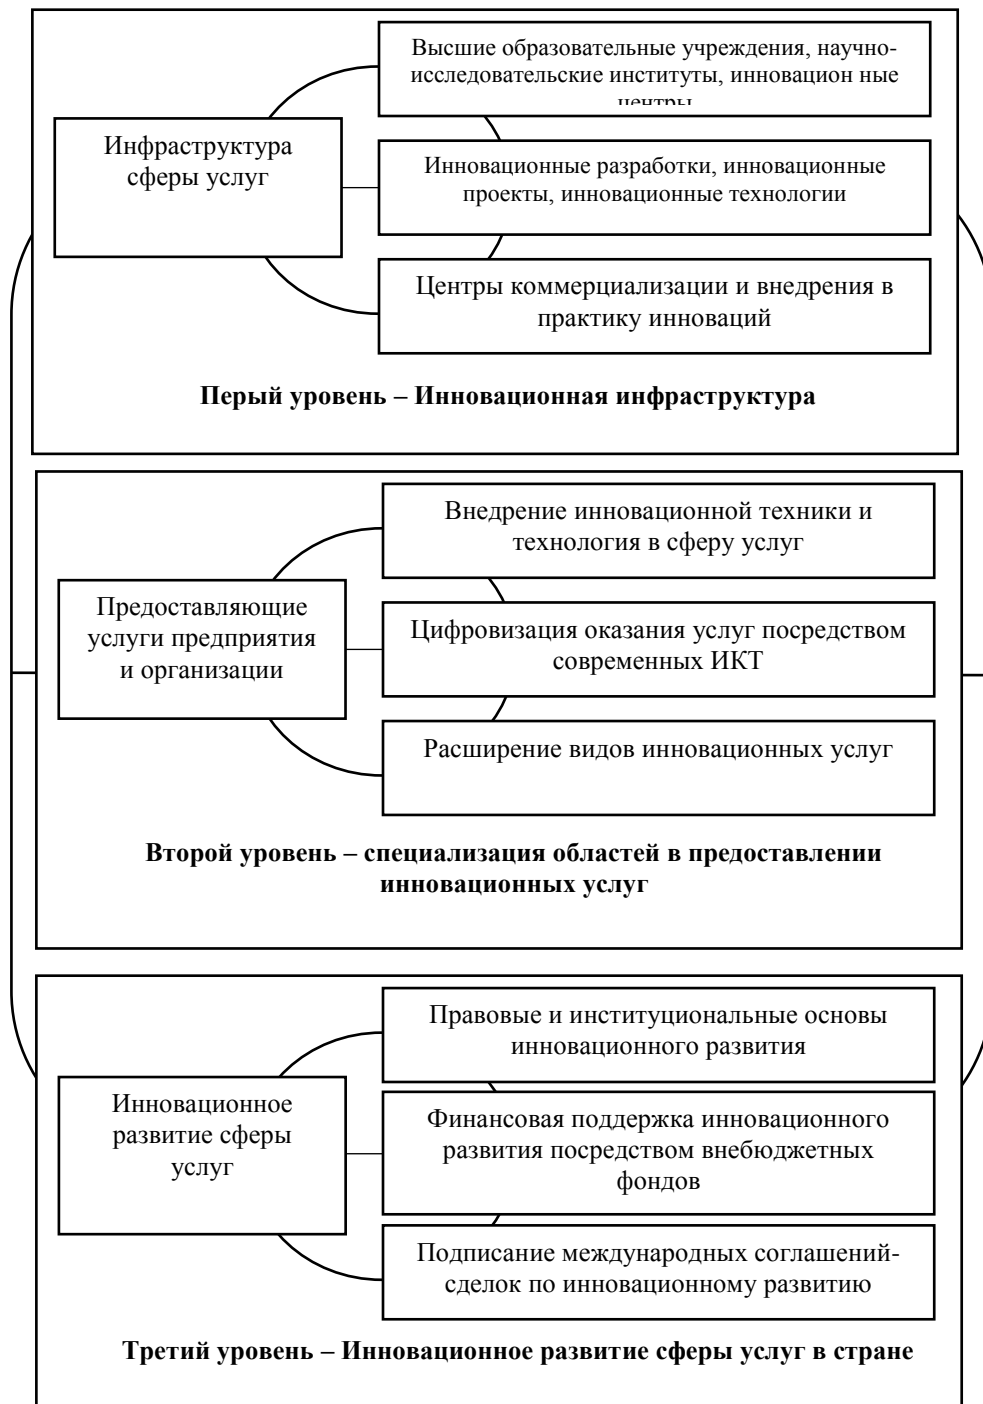 Высшие образовательные учреждения, научно-
исследовательские институты, инновацион ные
центры
Инфраструктура
сферы услуг
Инновационные разработки, инновационные
проекты, инновационные технологии
Центры коммерциализации и внедрения в
практику инноваций
Перый уровень – Инновационная инфраструктура
Внедрение инновационной техники и
технология в сферу услуг
Предоставляющие
услуги предприятия
и организации
Цифровизация оказания услуг посредством
современных ИКТ
Расширение видов инновационных услуг
Второй уровень – специализация областей в предоставлении
инновационных услуг
Правовые и институциональные основы
инновационного развития
Инновационное
развитие сферы
услуг
Финансовая поддержка инновационного
развития посредством внебюджетных
фондов
Подписание международных соглашений-
сделок по инновационному развитию
Третий уровень – Инновационное развитие сферы услуг в стране